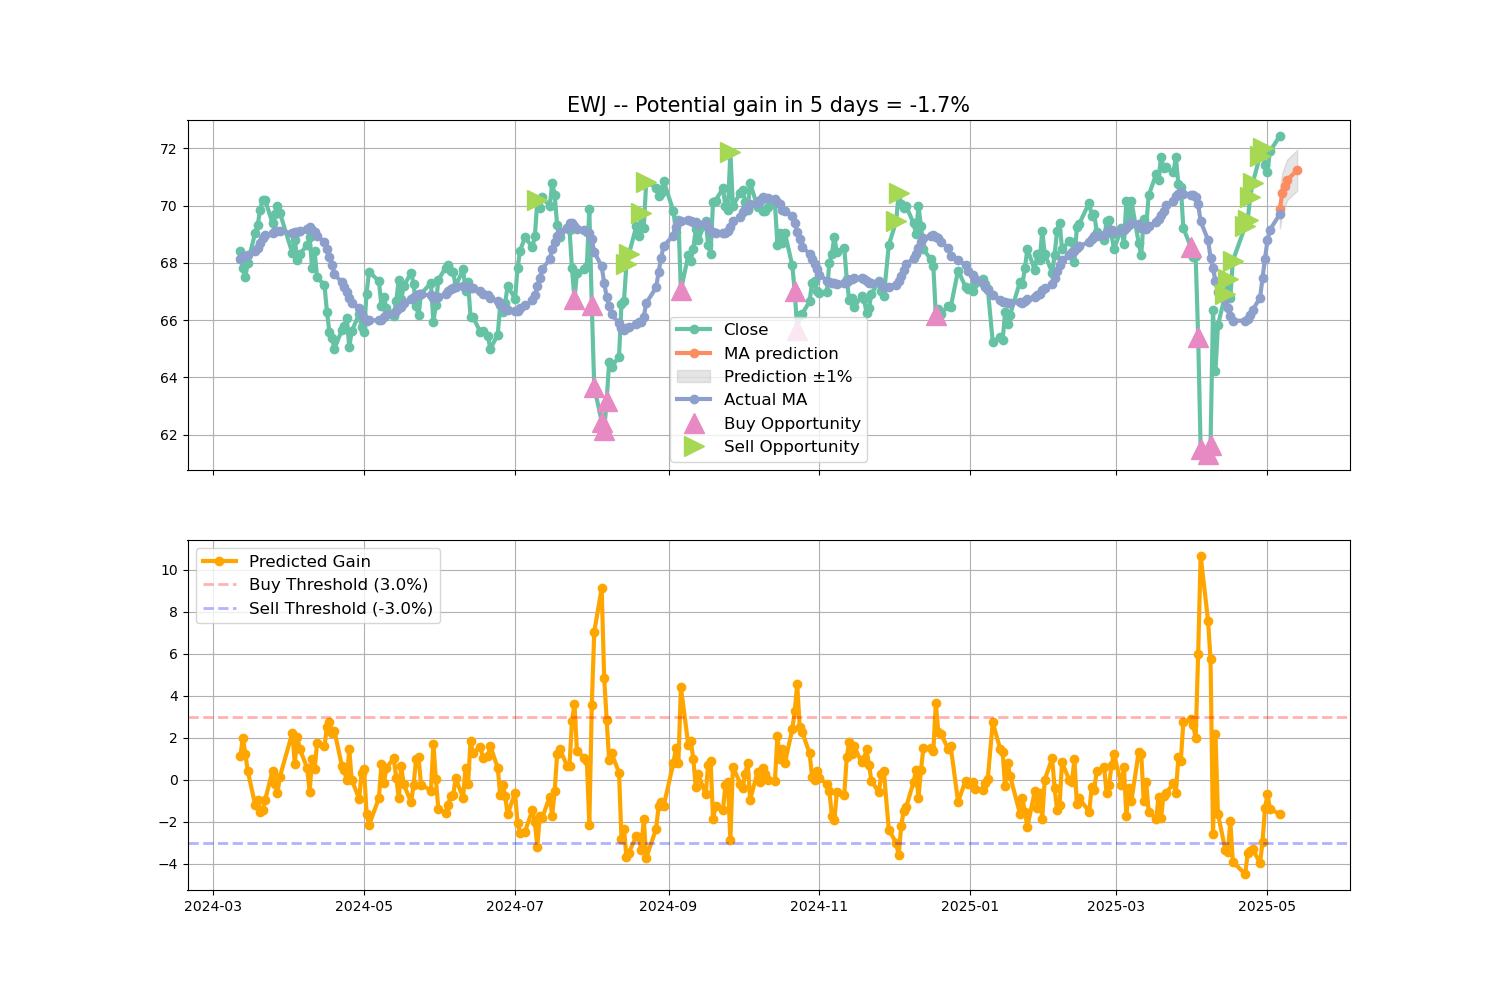 EWJ -- Potential gain in 5 days = -1.7%
72
70
68
66
64
62
Close
MA prediction
Prediction ±1%
Actual MA
Buy Opportunity
Sell Opportunity
Predicted Gain
Buy Threshold (3.0%)
Sell Threshold (-3.0%)
10
8
6
4
2
0
−2
−4
2024-03 2024-05 2024-07 2024-09 2024-11 2025-01 2025-03 2025-05